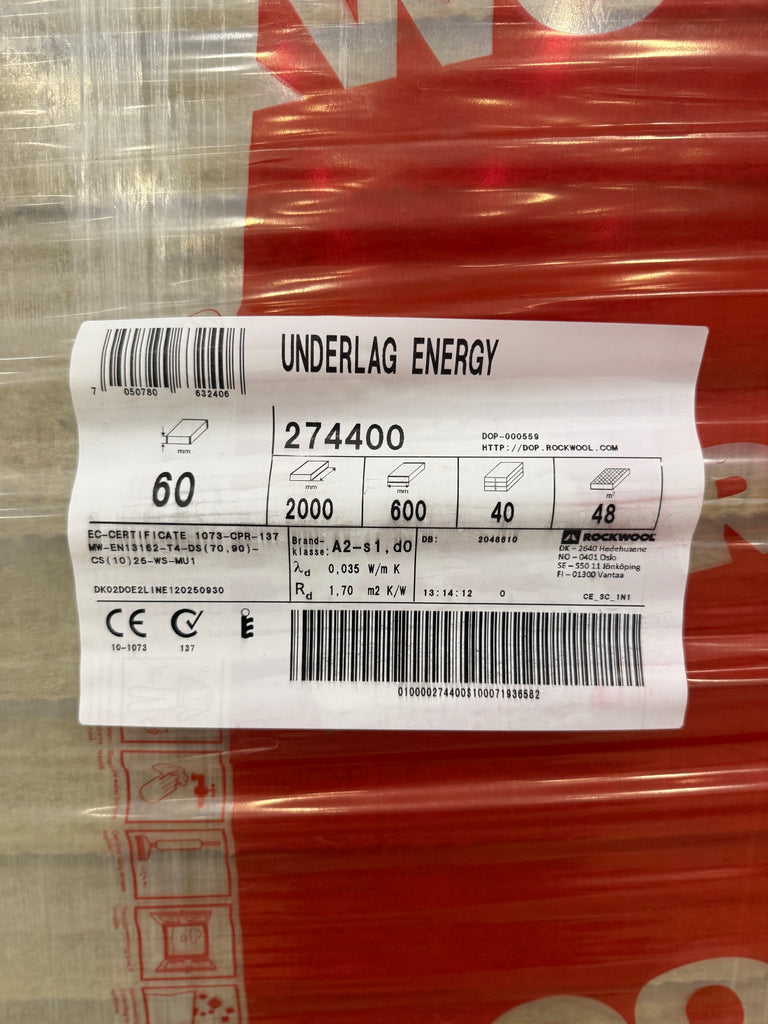 WO
UNDERLAG ENERGY
7 050780 632406
274400
DOP-000559
HTTP://DOP.ROCKWOOL.COM
mm
60
mm
2000
mm
600
40
m²
48
EC-CERTIFICATE 1073-CPR-137
MW-EN13162-T4-DS(70,90)-
CS(10)25-WS-MU1
DK02DOE2LINE120250930
Brand-
klasse: A2-s1,d0
λd 0,035 W/m K
Rd 1,70 m2 K/W
DB: 2048610
13:14:12 0
ROCKWOOL
DK - 2640 Hedehusene
NO - 0401 Oslo
SE - 550 11 Jönköping
FI - 01300 Vantaa
CE_3C_1N1
CE
10-1073
137
010000274400S100071936582